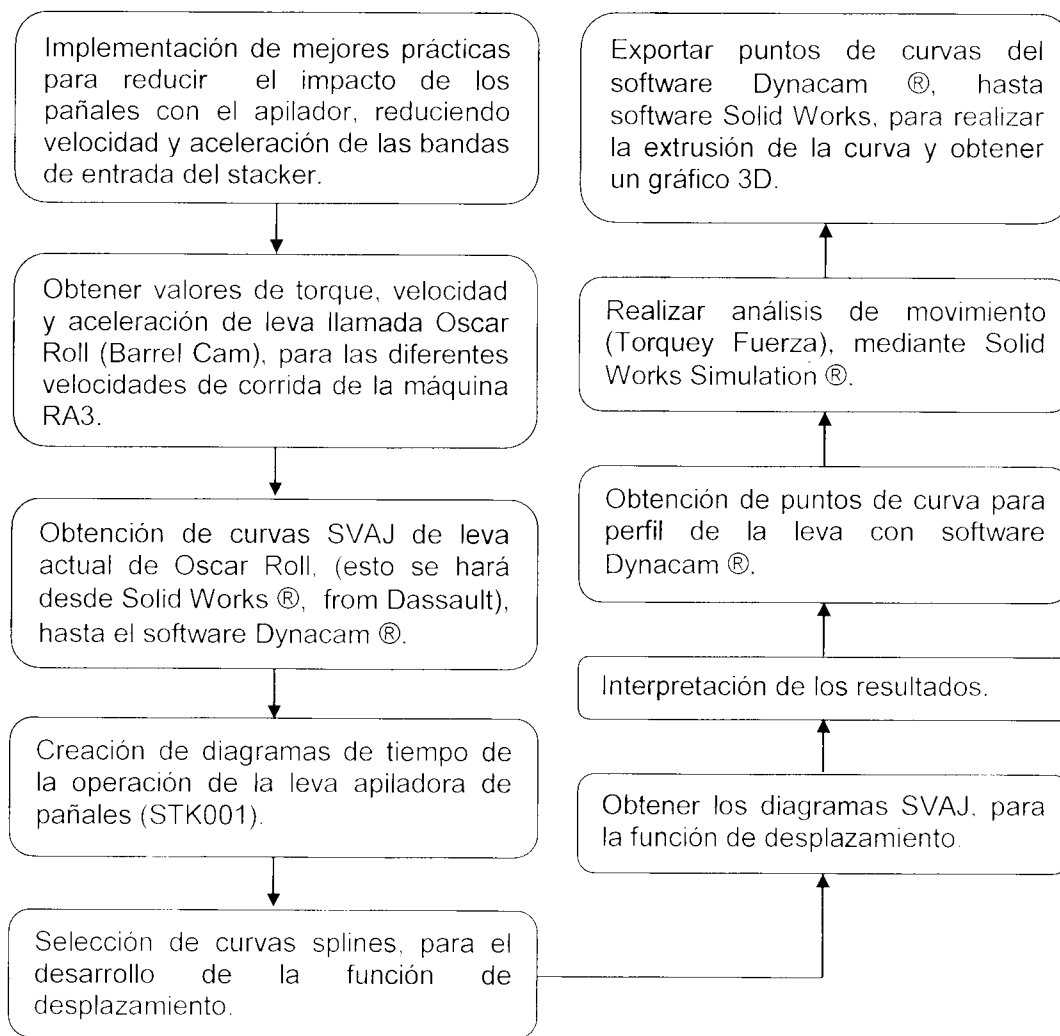 Implementación de mejores prácticas
para reducir el impacto de los
pañales con el apilador, reduciendo
velocidad y aceleración de las bandas
de entrada del stacker.
Obtener valores de torque, velocidad
y aceleración de leva llamada Oscar
Roll (Barrel Cam), para las diferentes
velocidades de corrida de la máquina
RA3.
Obtención de curvas SVAJ de leva
actual de Oscar Roll, (esto se hará
desde Solid Works ®, from Dassault),
hasta el software Dynacam ®.
Creación de diagramas de tiempo de
la operación de la leva apiladora de
pañales (STK001).
Selección de curvas splines, para el
desarrollo de la función de
desplazamiento.
Obtener los diagramas SVAJ, para
la función de desplazamiento.
Interpretación de los resultados.
Obtención de puntos de curva para
perfil de la leva con software
Dynacam ®.
Realizar análisis de movimiento
(Torquey Fuerza), mediante Solid
Works Simulation ®.
Exportar puntos de curvas del
software Dynacam ®, hasta
software Solid Works, para realizar
la extrusión de la curva y obtener
un gráfico 3D.